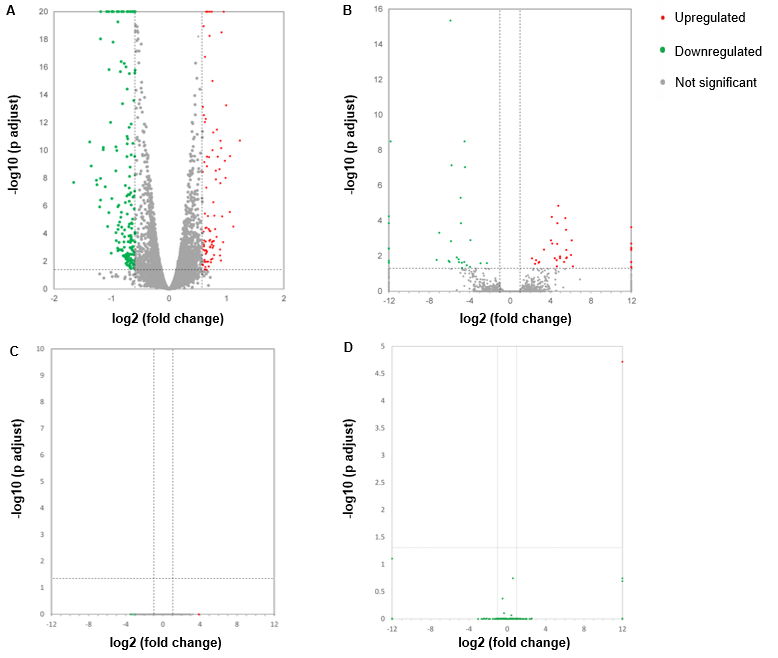 A
20
18
16
14
12
10
8
6
4
2
0
-log10 (p adjust)
-2 -1 0 1 2
log2 (fold change)
B
16
14
12
10
8
6
4
2
0
-log10 (p adjust)
-12 -8 -4 0 4 8 12
log2 (fold change)
Upregulated
Downregulated
Not significant
C
10
9
8
7
6
5
4
3
2
1
0
-log10 (p adjust)
-12 -8 -4 0 4 8 12
log2 (fold change)
D
5
4.5
4
3.5
3
2.5
2
1.5
1
0.5
0
-log10 (p adjust)
-12 -8 -4 0 4 8 12
log2 (fold change)